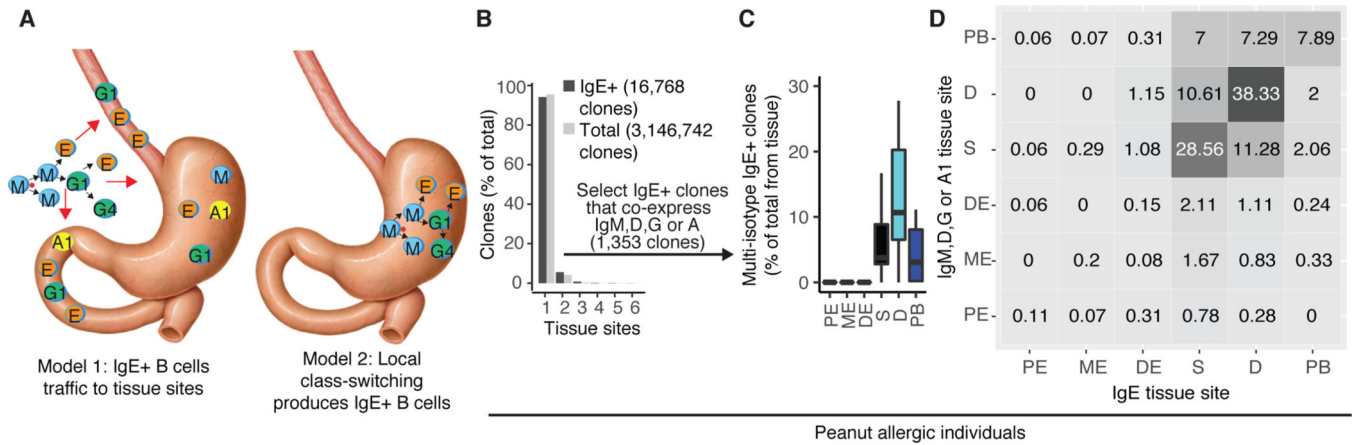 A
G1
E
E
E
M
M
E
M
G1
M
G4
M
E
A1
G1
A1
E
G1
E
Model 1: IgE+ B cells
traffic to tissue sites
M
E
E
M
G1
M
M
G4
Model 2: Local
class-switching
produces IgE+ B cells
B
Clones (% of total)
100
80
60
40
20
0
IgE+ (16,768
clones)
Total (3,146,742
clones)
Select IgE+ clones
that co-express
IgM,D,G or A
(1,353 clones)
1 2 3 4 5 6
Tissue sites
C
Multi-isotype IgE+ clones
(% of total from tissue)
30
20
10
0
PE
ME
DE
S
D
PB
D
IgM,D,G or A1 tissue site
PB 0.06 0.07 0.31 7 7.29 7.89
D 0 0 1.15 10.61 38.33 2
S 0.06 0.29 1.08 28.56 11.28 2.06
DE 0.06 0 0.15 2.11 1.11 0.24
ME 0 0.2 0.08 1.67 0.83 0.33
PE 0.11 0.07 0.31 0.78 0.28 0
PE ME DE S D PB
IgE tissue site
Peanut allergic individuals